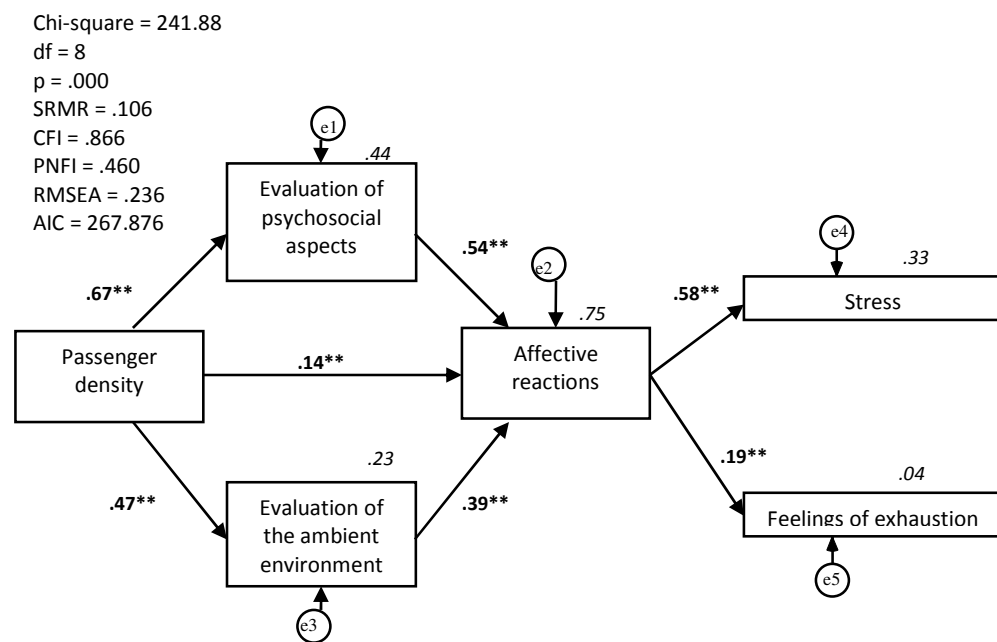 Chi-square = 241.88
df = 8
p = .000
SRMR = .106
CFI = .866
PNFI = .460
RMSEA = .236
AIC = 267.876
e1
.44
Evaluation of
psychosocial
aspects
.67**
.54**
e2
.75
Passenger
density
.14**
Affective
reactions
e4
.33
.58**
Stress
.47**
.23
Evaluation of
the ambient
environment
.39**
e3
.19**
.04
Feelings of exhaustion
e5